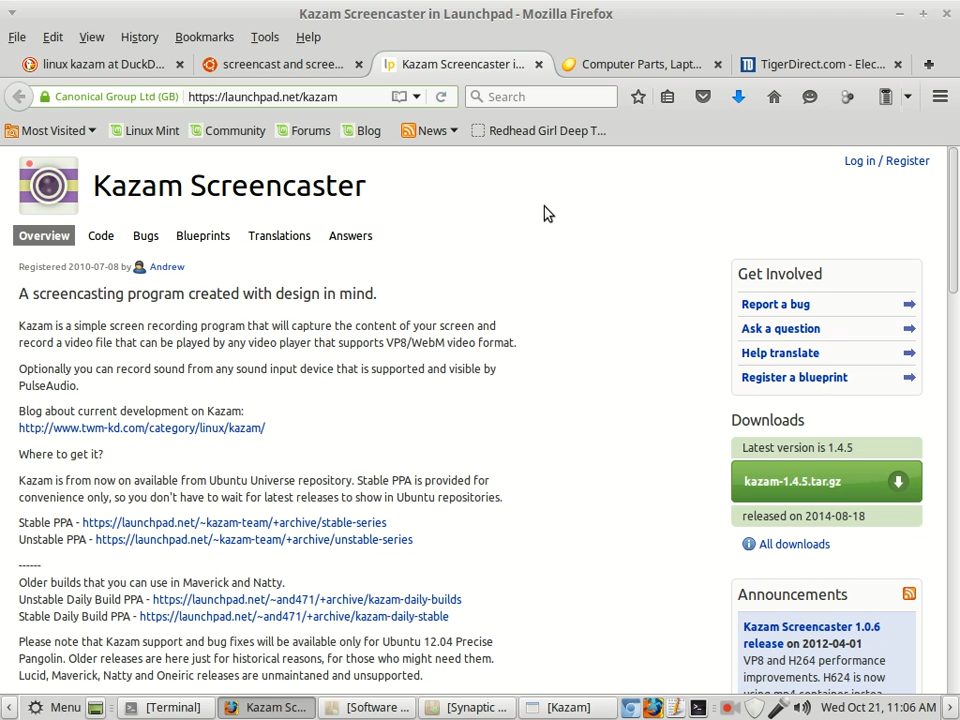 Kazam Screencaster in Launchpad - Mozilla Firefox
File Edit View History Bookmarks Tools Help
linux kazam at DuckD...
screencast and scree...
Kazam Screencaster i...
Computer Parts, Lapt...
TigerDirect.com - Elec...
Canonical Group Ltd (GB) https://launchpad.net/kazam
Search
Most Visited Linux Mint Community Forums Blog News Redhead Girl Deep T...
Log in / Register
Kazam Screencaster
Overview Code Bugs Blueprints Translations Answers
Registered 2010-07-08 by Andrew
A screencasting program created with design in mind.
Kazam is a simple screen recording program that will capture the content of your screen and
record a video file that can be played by any video player that supports VP8/WebM video format.
Optionally you can record sound from any sound input device that is supported and visible by
PulseAudio.
Blog about current development on Kazam:
http://www.twm-kd.com/category/linux/kazam/
Where to get it?
Kazam is from now on available from Ubuntu Universe repository. Stable PPA is provided for
convenience only, so you don't have to wait for latest releases to show in Ubuntu repositories.
Stable PPA - https://launchpad.net/~kazam-team/+archive/stable-series
Unstable PPA - https://launchpad.net/~kazam-team/+archive/unstable-series
------
Older builds that you can use in Maverick and Natty.
Unstable Daily Build PPA - https://launchpad.net/~and471/+archive/kazam-daily-builds
Stable Daily Build PPA - https://launchpad.net/~and471/+archive/kazam-daily-stable
Please note that Kazam support and bug fixes will be available only for Ubuntu 12.04 Precise
Pangolin. Older releases are here just for historical reasons, for those who might need them.
Lucid, Maverick, Natty and Oneiric releases are unmaintained and unsupported.
Get Involved
Report a bug
Ask a question
Help translate
Register a blueprint
Downloads
Latest version is 1.4.5
kazam-1.4.5.tar.gz
released on 2014-08-18
All downloads
Announcements
Kazam Screencaster 1.0.6
release on 2012-04-01
VP8 and H264 performance
improvements. H624 is now
using mp4 container instea
Menu [Terminal] Kazam Sc... [Software ... [Synaptic ... [Kazam] Wed Oct 21, 11:06 AM